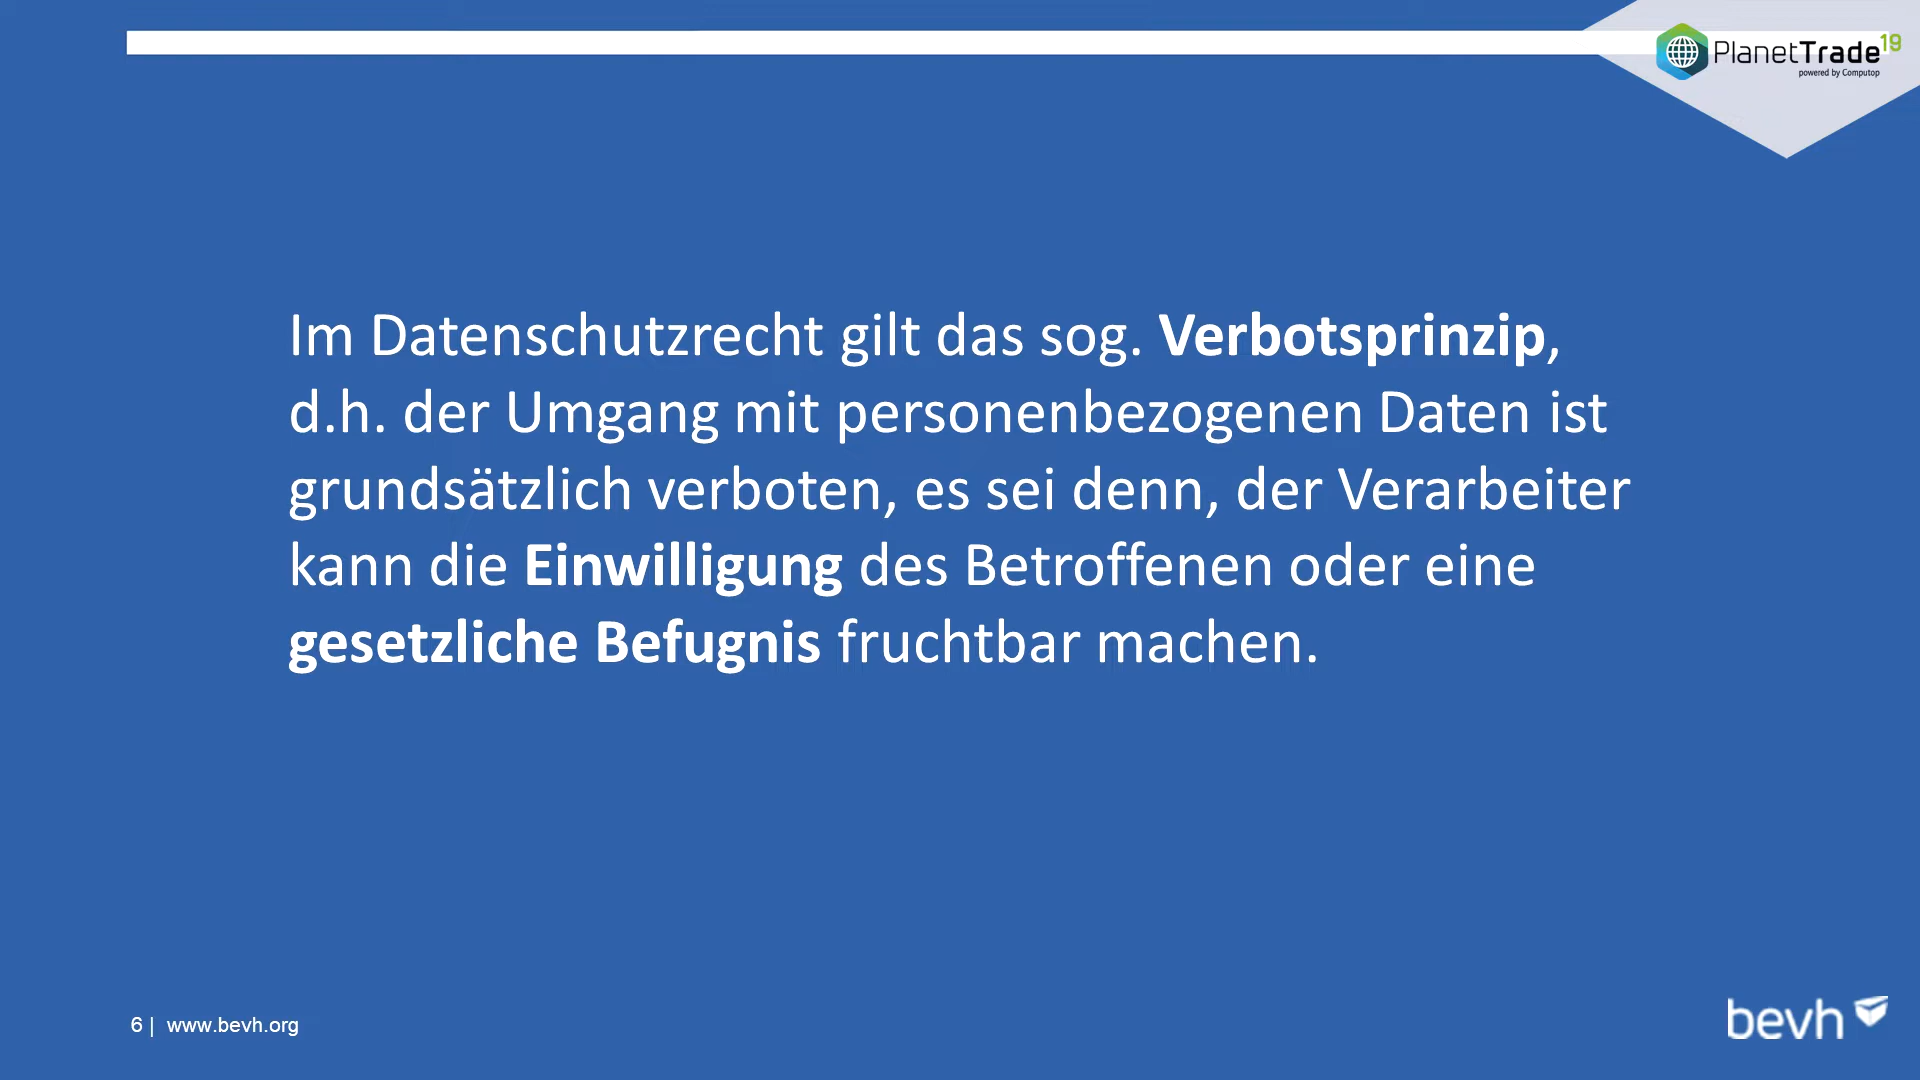 PlanetTrade19
powered by Computop
Im Datenschutzrecht gilt das sog. Verbotsprinzip,
d.h. der Umgang mit personenbezogenen Daten ist
grundsätzlich verboten, es sei denn, der Verarbeiter
kann die Einwilligung des Betroffenen oder eine
gesetzliche Befugnis fruchtbar machen.
6 | www.bevh.org
bevh